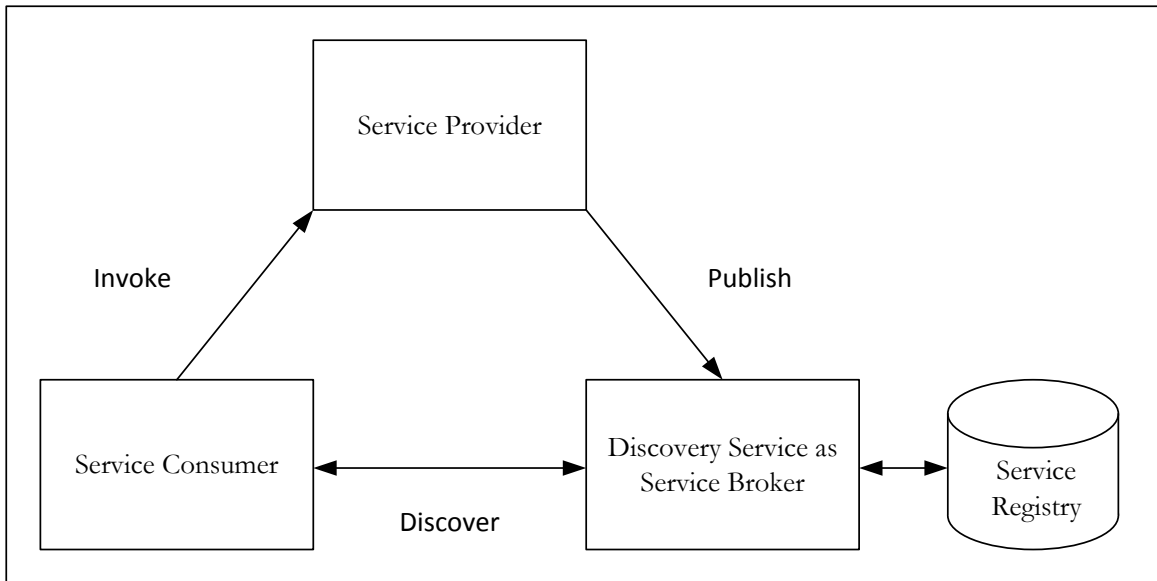 Service Provider
Invoke
Publish
Service Consumer
Discover
Discovery Service as
Service Broker
Service
Registry